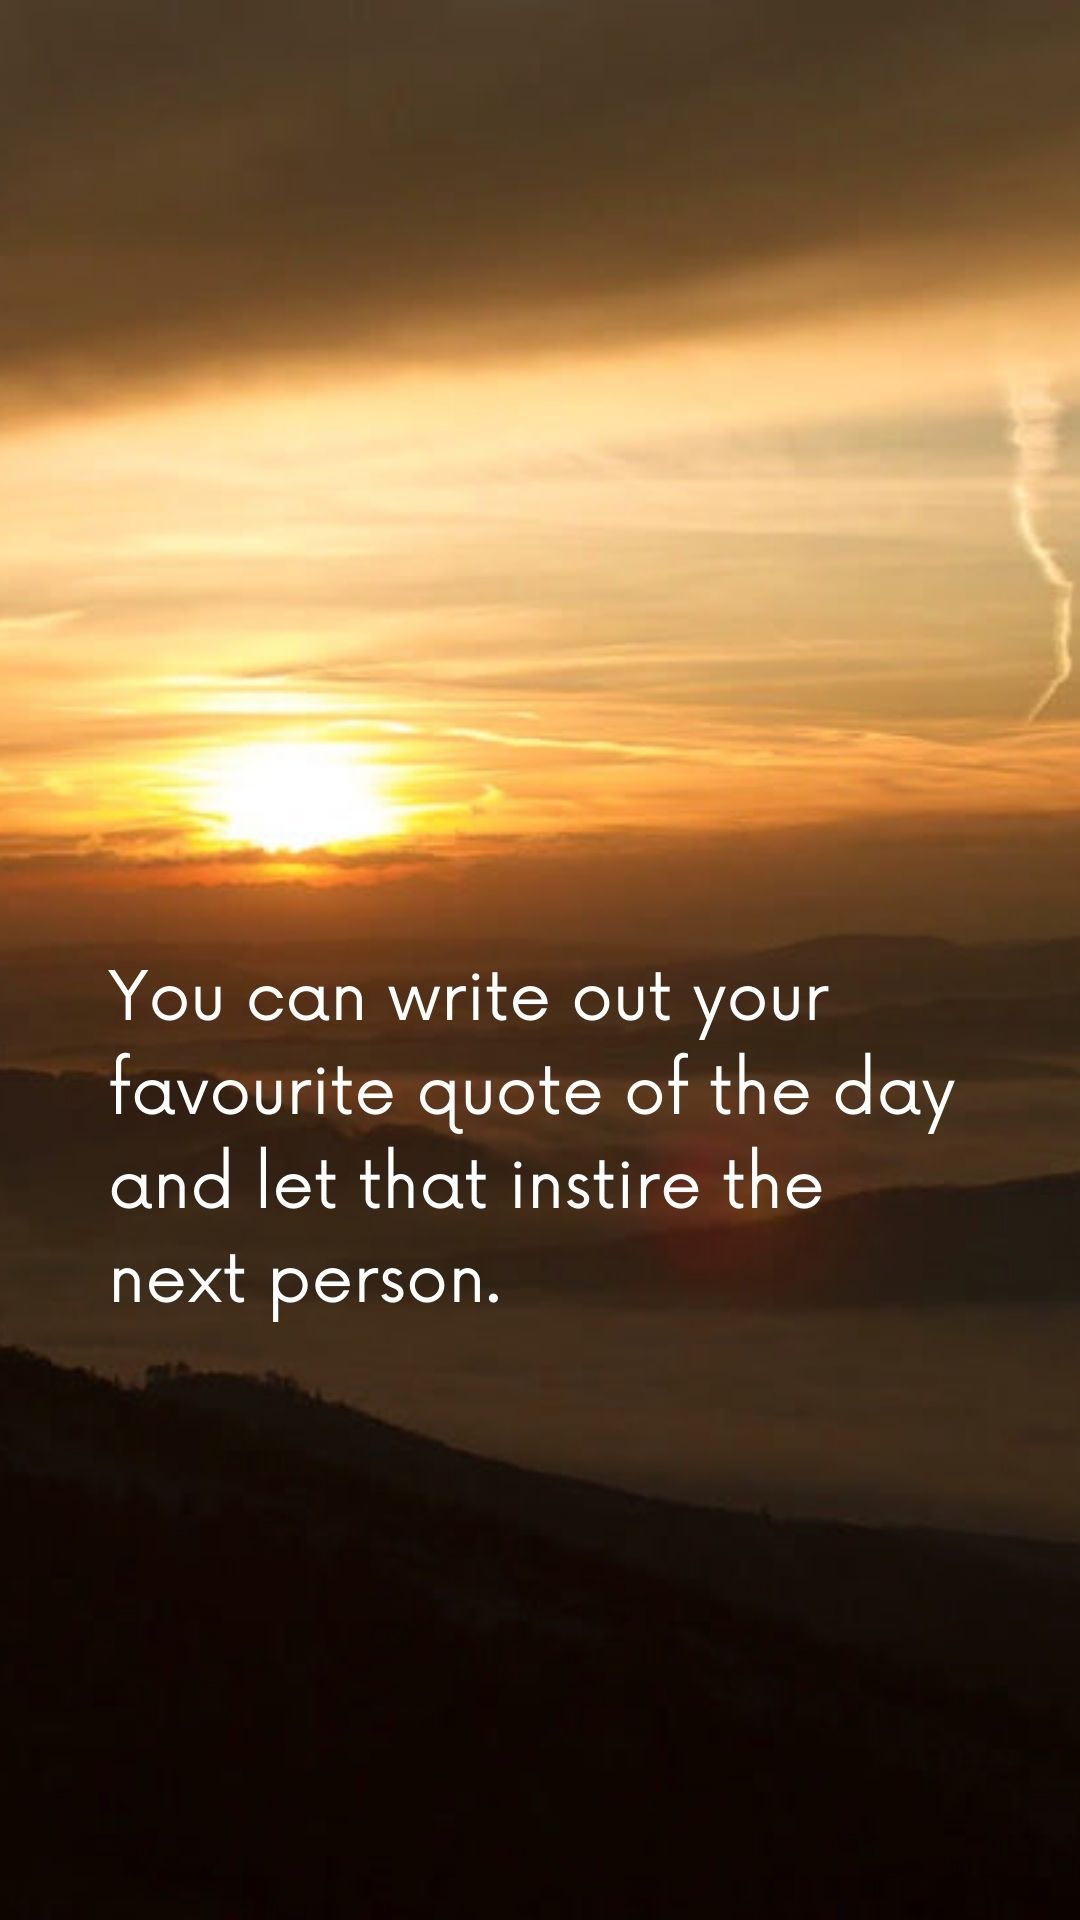 You can write out your
favourite quote of the day
and let that instire the
next person.